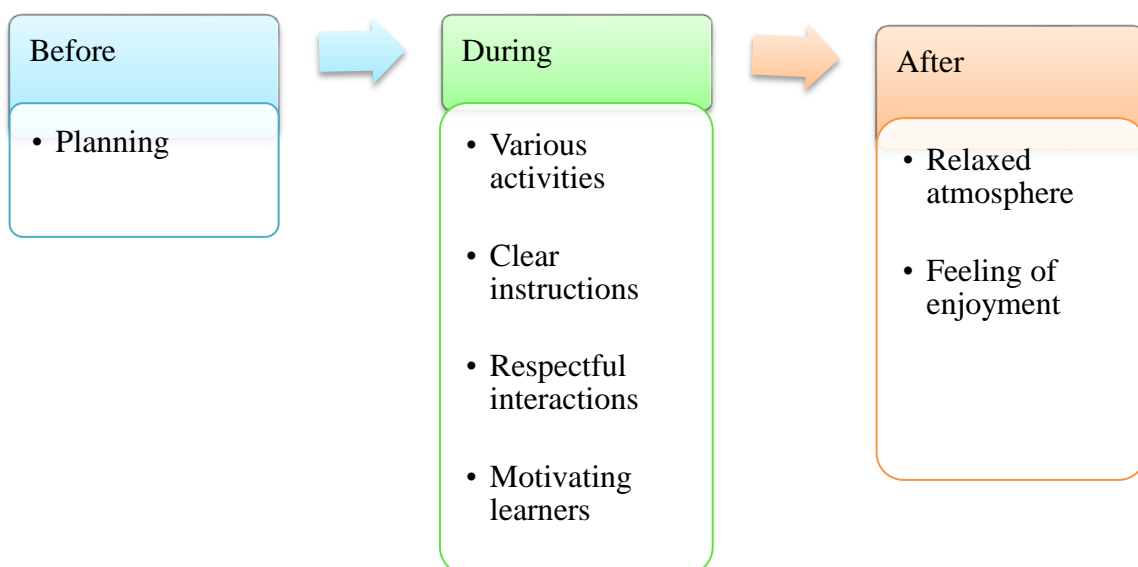 Before
• Planning
During
• Various
activities
• Clear
instructions
• Respectful
interactions
• Motivating
learners
After
• Relaxed
atmosphere
• Feeling of
enjoyment